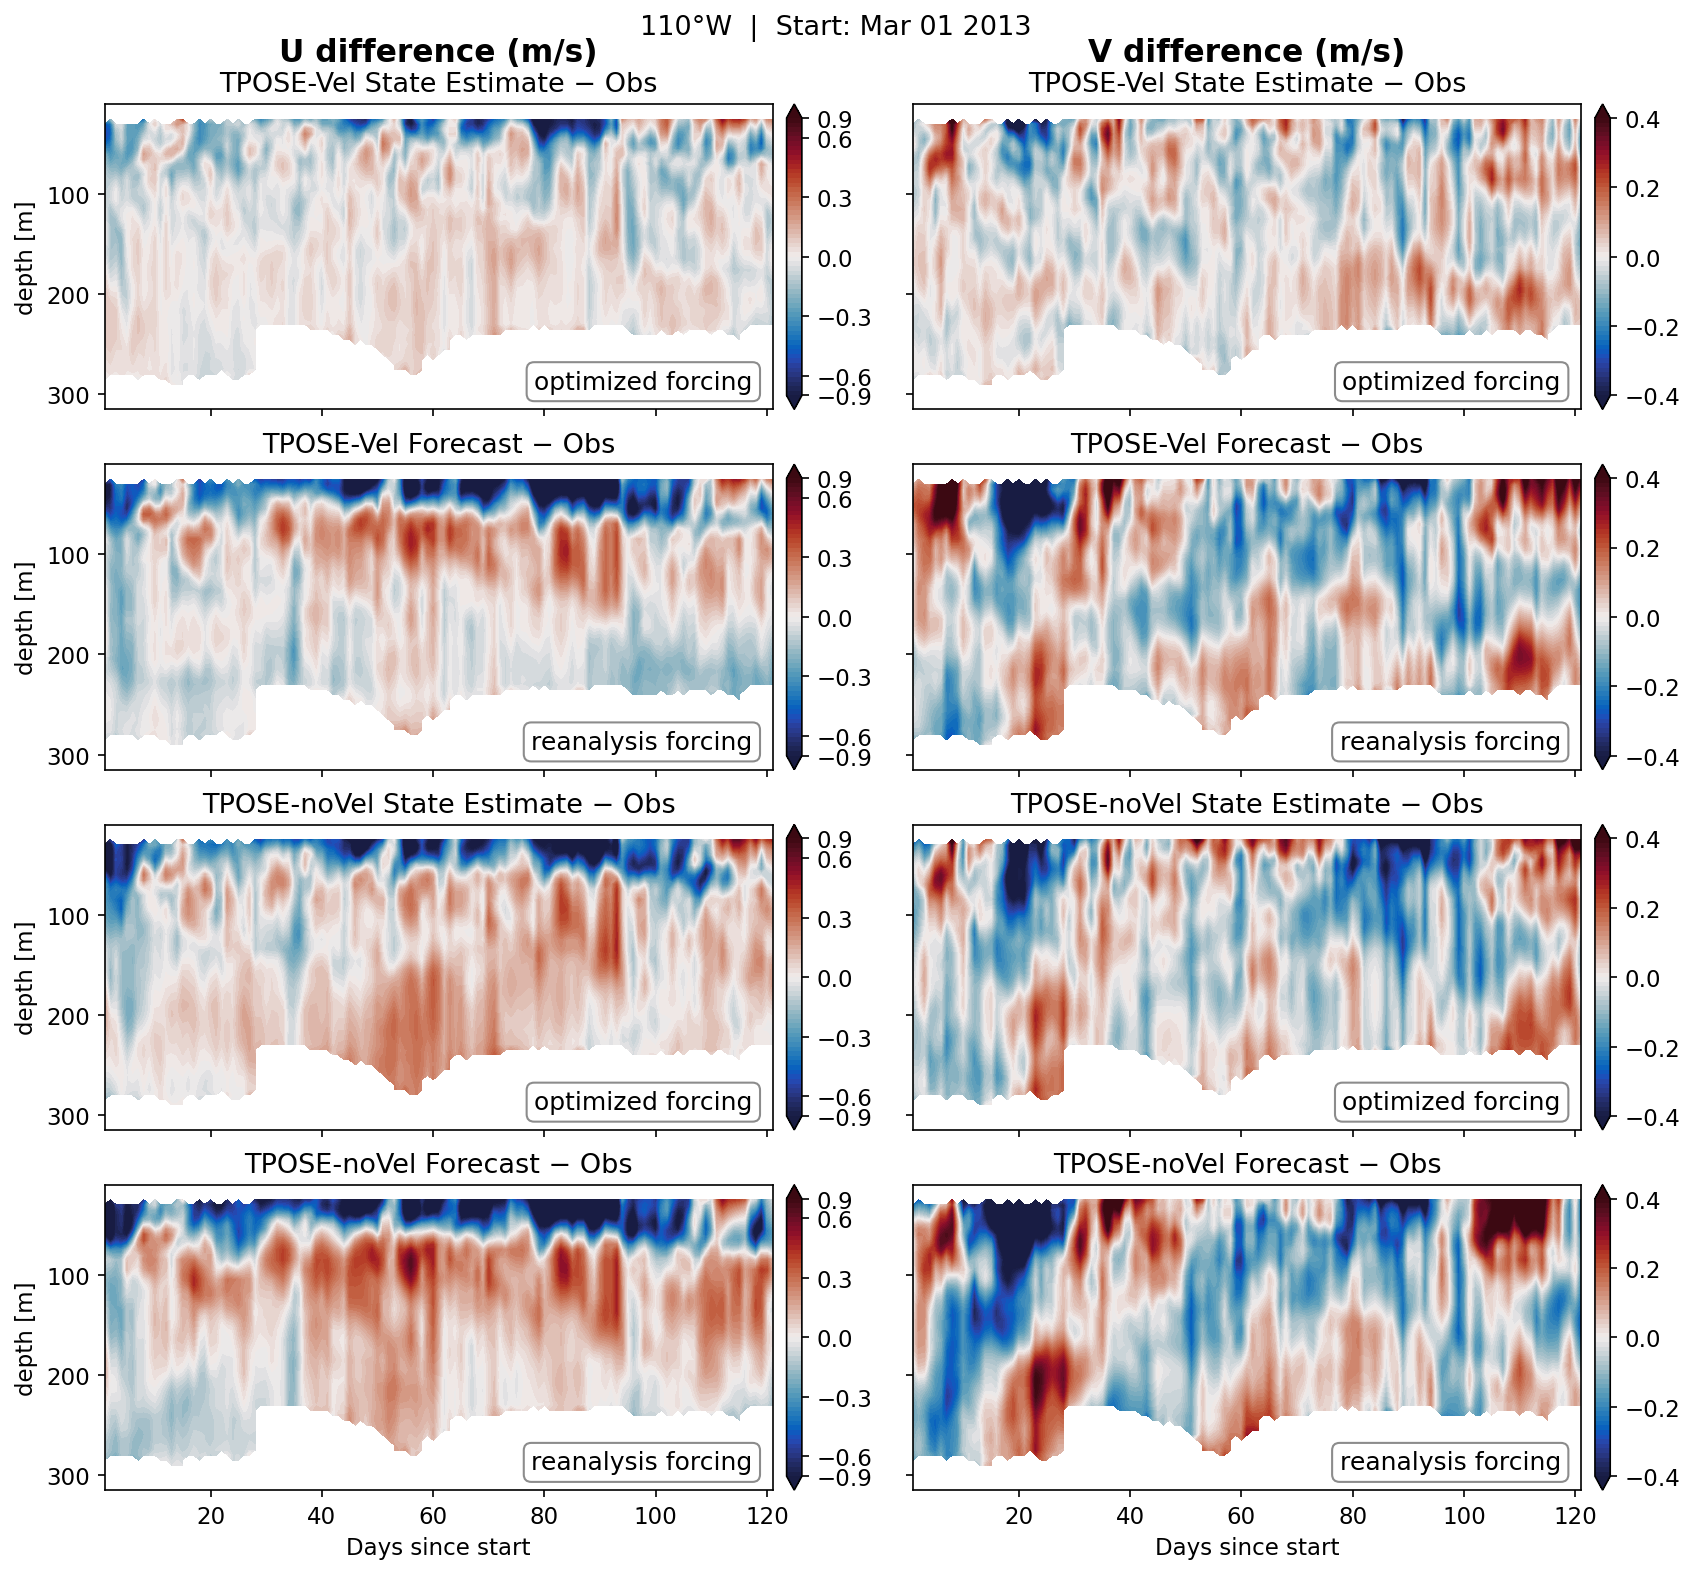 110°W | Start: Mar 01 2013
U difference (m/s)
V difference (m/s)
TPOSE-Vel State Estimate − Obs
TPOSE-Vel State Estimate − Obs
depth [m]
100
200
300
optimized forcing
0.9
0.6
0.3
0.0
−0.3
−0.6
−0.9
optimized forcing
0.4
0.2
0.0
−0.2
−0.4
TPOSE-Vel Forecast − Obs
TPOSE-Vel Forecast − Obs
depth [m]
100
200
300
reanalysis forcing
0.9
0.6
0.3
0.0
−0.3
−0.6
−0.9
reanalysis forcing
0.4
0.2
0.0
−0.2
−0.4
TPOSE-noVel State Estimate − Obs
TPOSE-noVel State Estimate − Obs
depth [m]
100
200
300
optimized forcing
0.9
0.6
0.3
0.0
−0.3
−0.6
−0.9
optimized forcing
0.4
0.2
0.0
−0.2
−0.4
TPOSE-noVel Forecast − Obs
TPOSE-noVel Forecast − Obs
depth [m]
100
200
300
reanalysis forcing
0.9
0.6
0.3
0.0
−0.3
−0.6
−0.9
reanalysis forcing
0.4
0.2
0.0
−0.2
−0.4
20 40 60 80 100 120
20 40 60 80 100 120
Days since start
Days since start